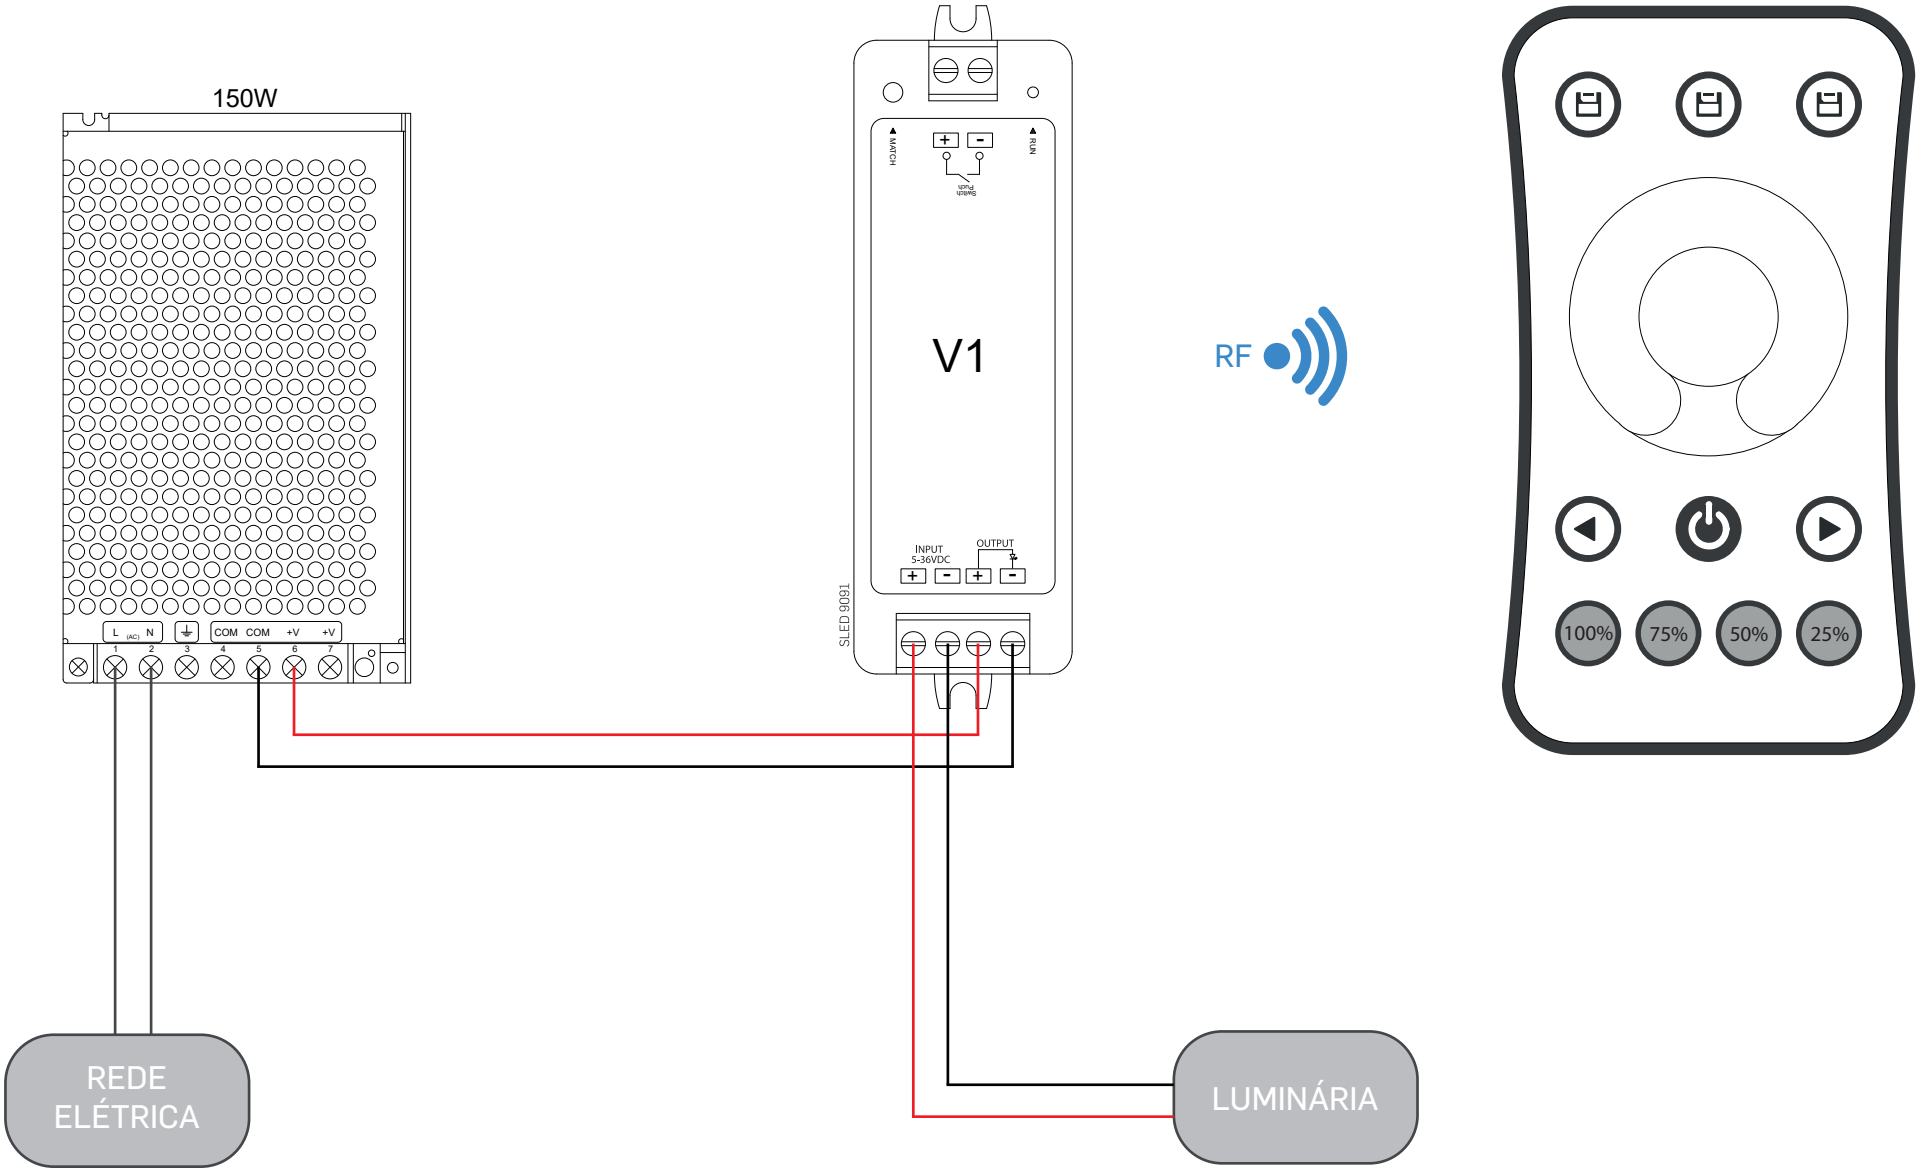 150W
L (AC) N COM COM +V +V
1 2 3 4 5 6 7
MATCH
RUN
+ -
Puch
Switch
V1
INPUT
5-36VDC
OUTPUT
+ - + -
SLED 9091
RF
100% 75% 50% 25%
REDE
ELÉTRICA
LUMINÁRIA